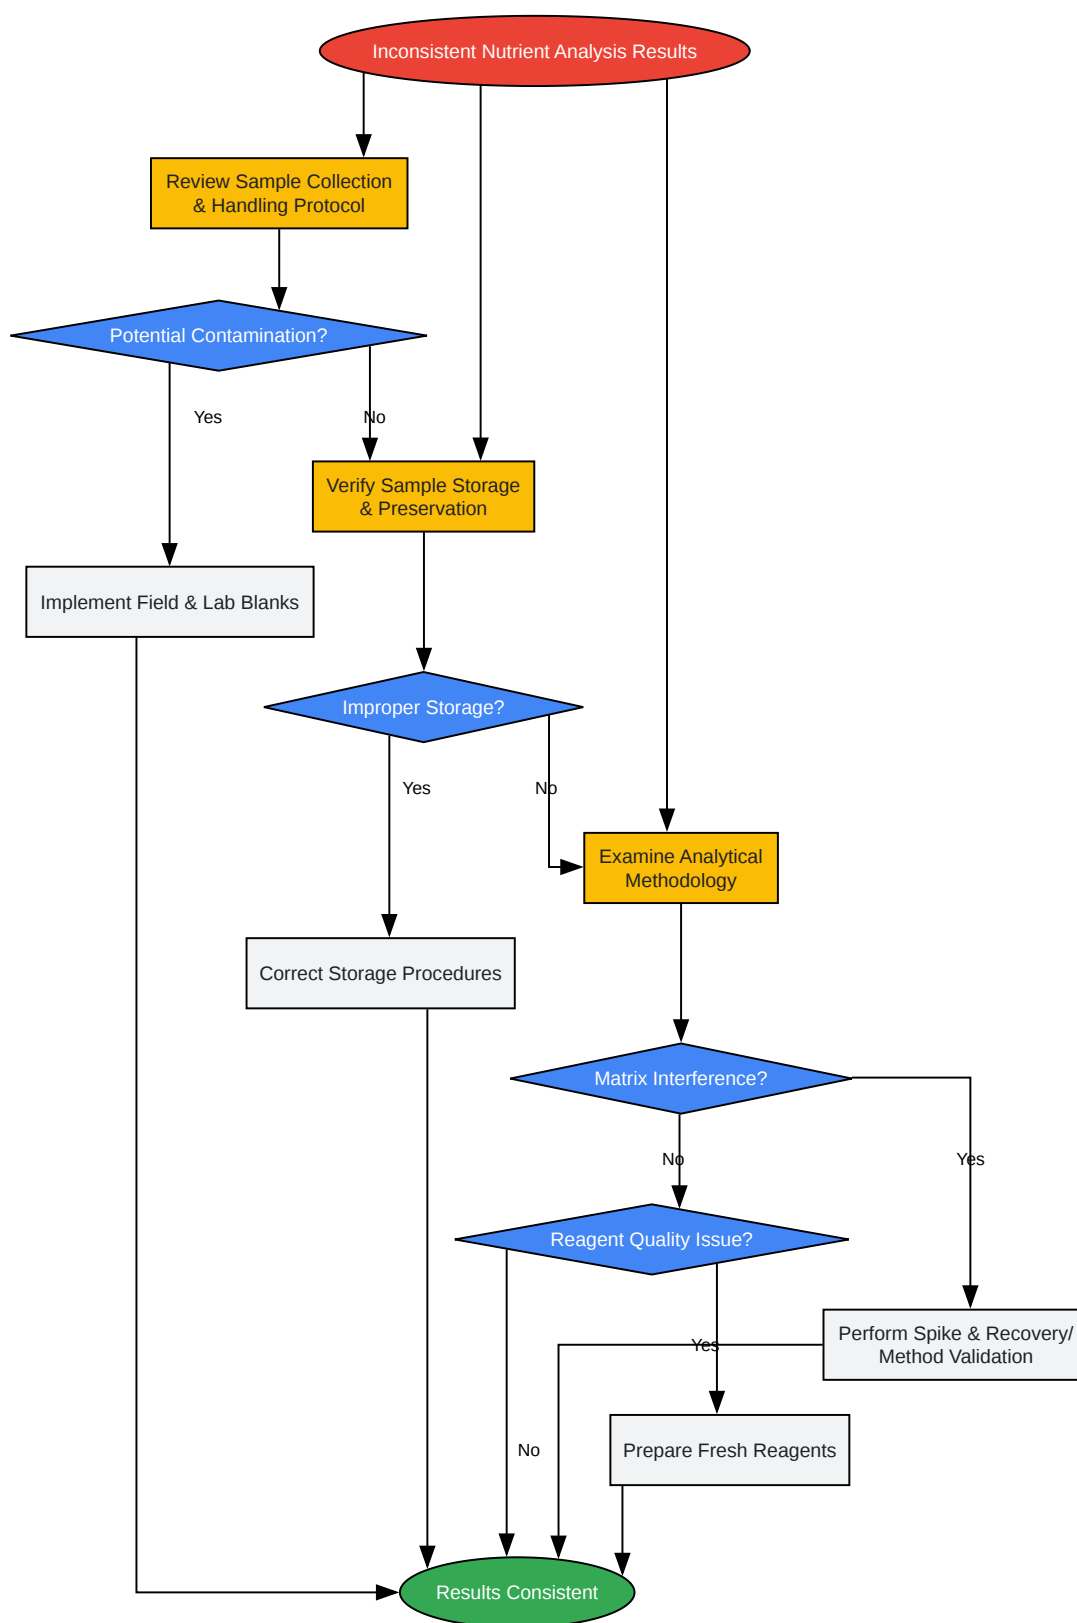 Inconsistent Nutrient Analysis Results
Review Sample Collection
& Handling Protocol
Potential Contamination?
Yes
No
Verify Sample Storage
& Preservation
Implement Field & Lab Blanks
Improper Storage?
Yes
No
Examine Analytical
Methodology
Correct Storage Procedures
Matrix Interference?
No
Yes
Reagent Quality Issue?
Perform Spike & Recovery/
Method Validation
Yes
No
Prepare Fresh Reagents
Results Consistent